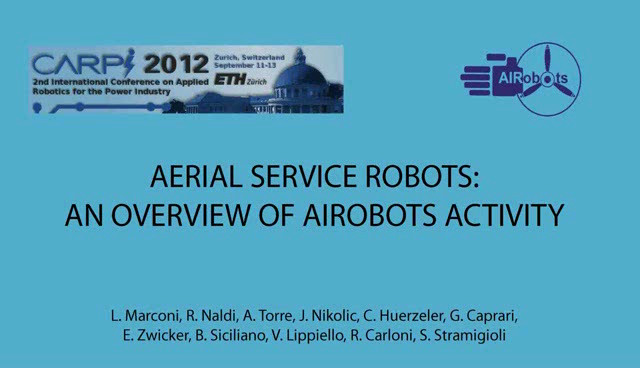 CARPi 2012
Zurich, Switzerland
September 11-13
2nd International Conference on Applied
Robotics for the Power Industry
ETH Zürich
AIRobots
AERIAL SERVICE ROBOTS:
AN OVERVIEW OF AIROBOTS ACTIVITY
L. Marconi, R. Naldi, A. Torre, J. Nikolic, C. Huerzeler, G. Caprari,
E. Zwicker, B. Siciliano, V. Lippiello, R. Carloni, S. Stramigioli